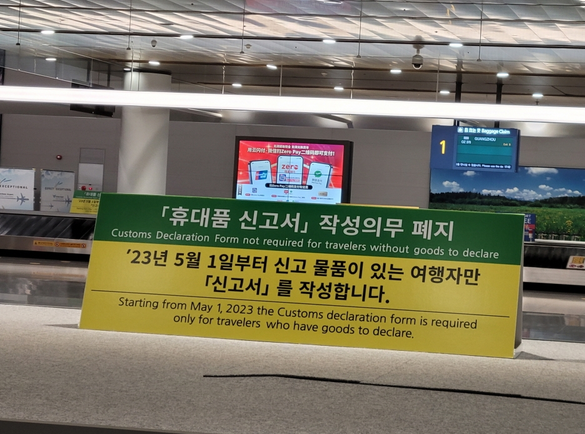 1
Baggage Claim
GUANGZHOU
zero
EXCEPTIONAL
「휴대품 신고서」 작성의무 폐지
Customs Declaration Form not required for travelers without goods to declare
'23년 5월 1일부터 신고 물품이 있는 여행자만
「신고서」를 작성합니다.
Starting from May 1, 2023 the Customs declaration form is required
only for travelers who have goods to declare.